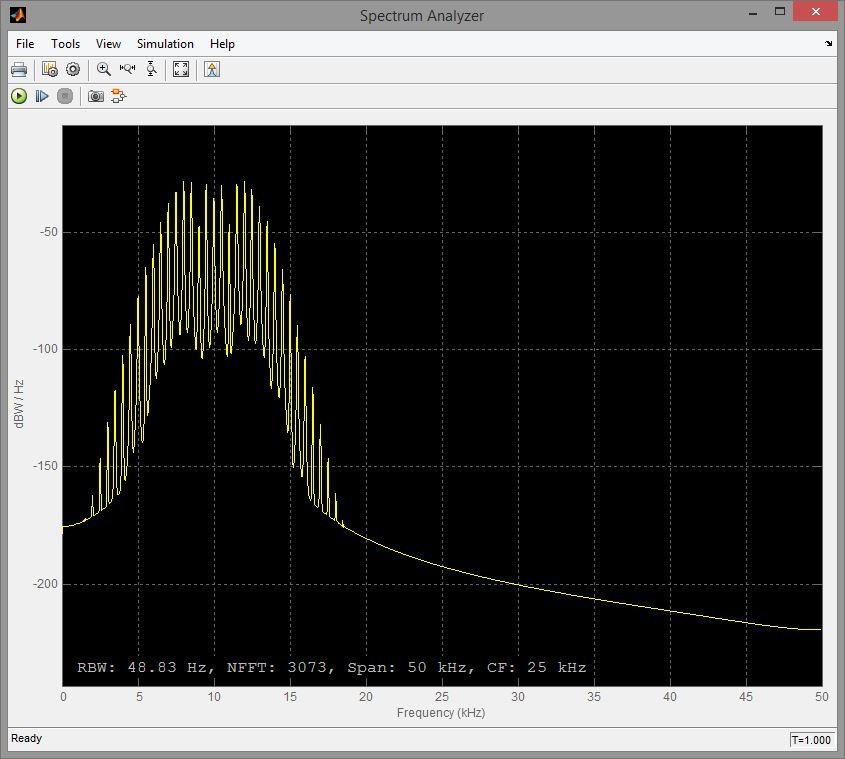 Spectrum Analyzer
File Tools View Simulation Help
-50
-100
-150
-200
dBW / Hz
RBW: 48.83 Hz, NFFT: 3073, Span: 50 kHz, CF: 25 kHz
0 5 10 15 20 25 30 35 40 45 50
Frequency (kHz)
Ready T=1.000